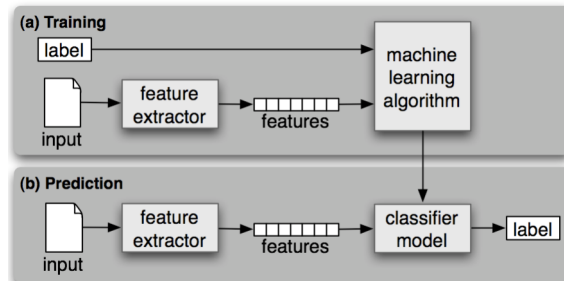 (a) Training
label
machine
learning
algorithm
feature
extractor
features
input
(b) Prediction
feature
extractor
features
classifier
model
label
input